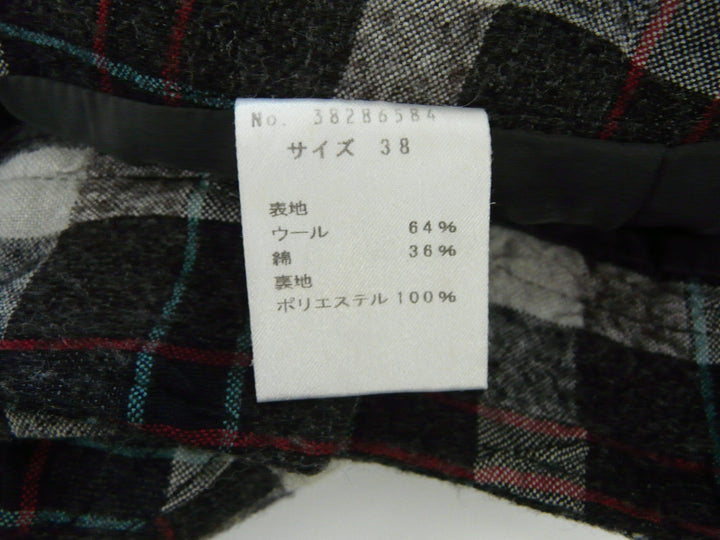 No. 38286584
サイズ 38
表地
ウール 64%
綿 36%
裏地
ポリエステル 100%